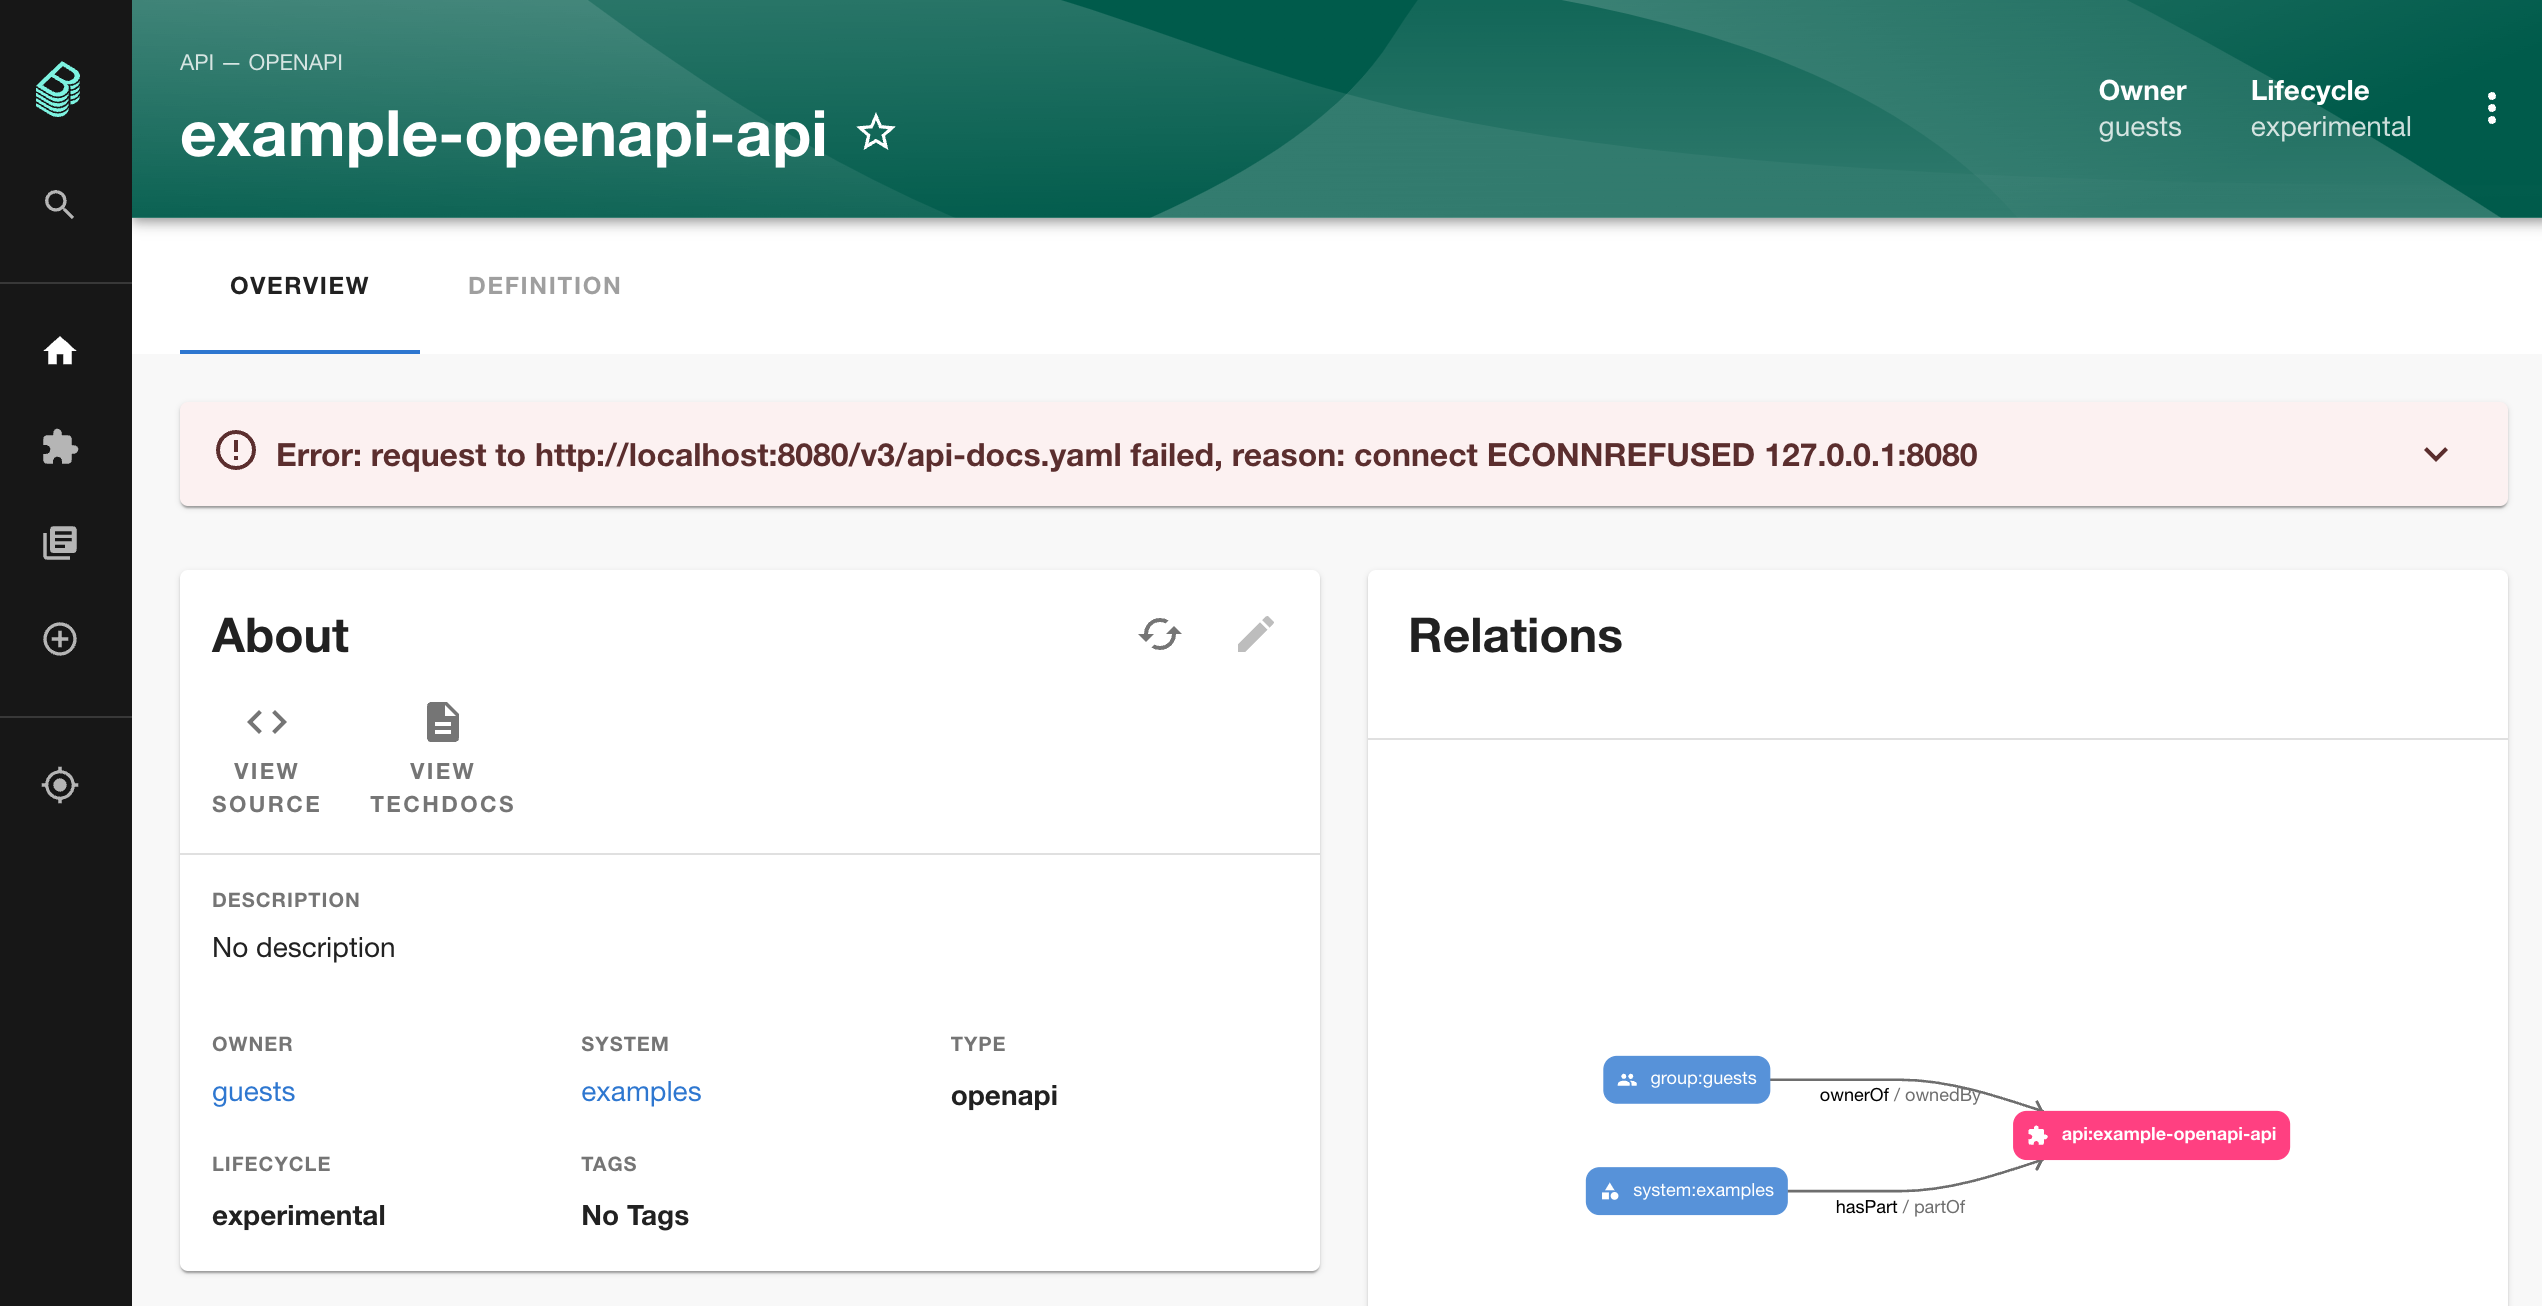 API — OPENAPI
example-openapi-api
Owner
guests
Lifecycle
experimental
OVERVIEW
DEFINITION
Error: request to http://localhost:8080/v3/api-docs.yaml failed, reason: connect ECONNREFUSED 127.0.0.1:8080
About
VIEW
SOURCE
VIEW
TECHDOCS
DESCRIPTION
No description
OWNER
guests
SYSTEM
examples
TYPE
openapi
LIFECYCLE
experimental
TAGS
No Tags
Relations
group:guests
ownerOf / ownedBy
api:example-openapi-api
system:examples
hasPart / partOf